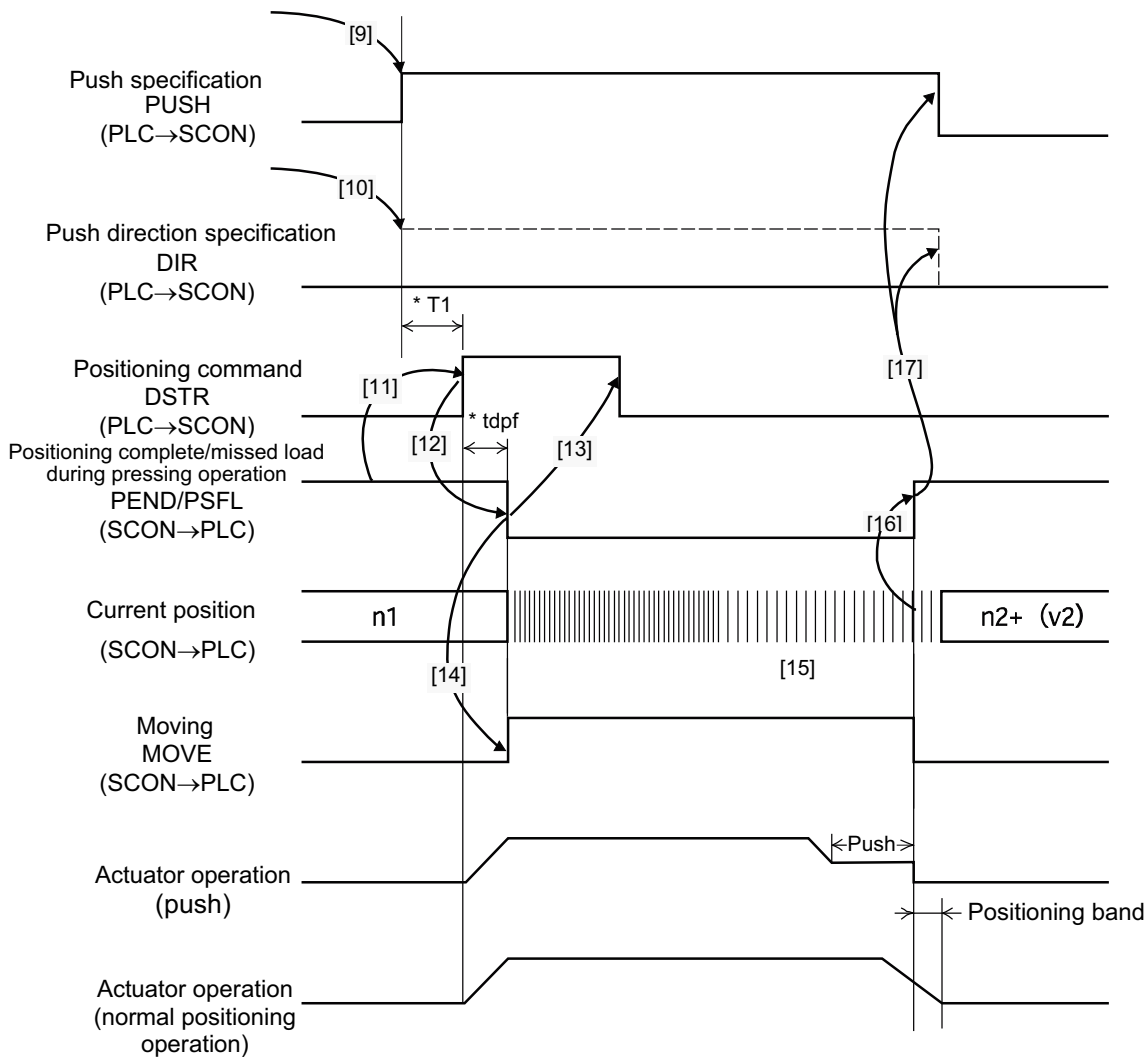 [9]
Push specification
PUSH
(PLC→SCON)
[10]
Push direction specification
DIR
(PLC→SCON)
* T1
Positioning command
DSTR
(PLC→SCON)
[11]
[12]
* tdpf
[13]
[17]
Positioning complete/missed load
during pressing operation
PEND/PSFL
(SCON→PLC)
[16]
Current position
(SCON→PLC)
n1
n2+ (v2)
[14]
[15]
Moving
MOVE
(SCON→PLC)
Push
Actuator operation
(push)
Positioning band
Actuator operation
(normal positioning
operation)